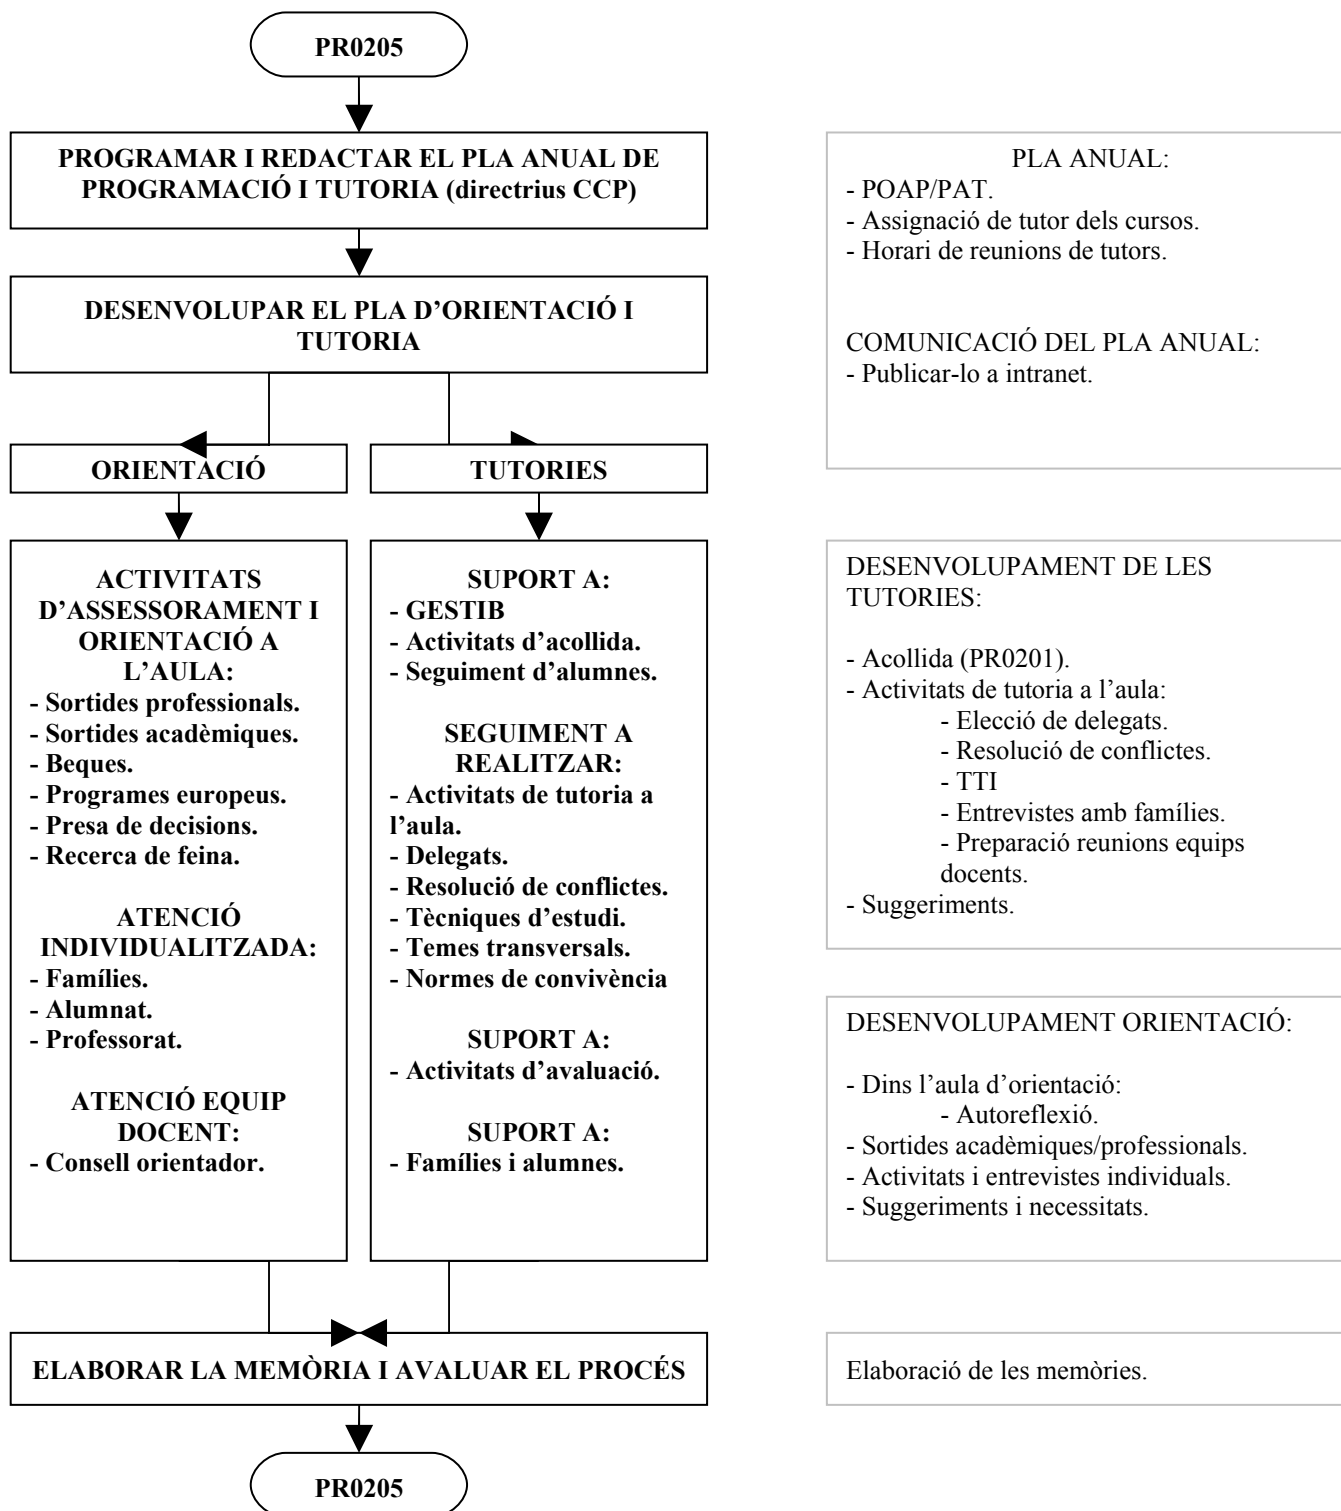 PR0205
PROGRAMAR I REDACTAR EL PLA ANUAL DE
PROGRAMACIÓ I TUTORIA (directrius CCP)
DESENVOLUPAR EL PLA D’ORIENTACIÓ I
TUTORIA
ORIENTACIÓ
TUTORIES
ACTIVITATS
D’ASSESSORAMENT I
ORIENTACIÓ A
L’AULA:
- Sortides professionals.
- Sortides acadèmiques.
- Beques.
- Programes europeus.
- Presa de decisions.
- Recerca de feina.
ATENCIÓ
INDIVIDUALITZADA:
- Famílies.
- Alumnat.
- Professorat.
ATENCIÓ EQUIP
DOCENT:
- Consell orientador.
SUPORT A:
- GESTIB
- Activitats d’acollida.
- Seguiment d’alumnes.
SEGUIMENT A
REALITZAR:
- Activitats de tutoria a
l’aula.
- Delegats.
- Resolució de conflictes.
- Tècniques d’estudi.
- Temes transversals.
- Normes de convivència
SUPORT A:
- Activitats d’avaluació.
SUPORT A:
- Famílies i alumnes.
ELABORAR LA MEMÒRIA I AVALUAR EL PROCÉS
PR0205
PLA ANUAL:
- POAP/PAT.
- Assignació de tutor dels cursos.
- Horari de reunions de tutors.
COMUNICACIÓ DEL PLA ANUAL:
- Publicar-lo a intranet.
DESENVOLUPAMENT DE LES
TUTORIES:
- Acollida (PR0201).
- Activitats de tutoria a l’aula:
- Elecció de delegats.
- Resolució de conflictes.
- TTI
- Entrevistes amb famílies.
- Preparació reunions equips
docents.
- Suggeriments.
DESENVOLUPAMENT ORIENTACIÓ:
- Dins l’aula d’orientació:
- Autoreflexió.
- Sortides acadèmiques/professionals.
- Activitats i entrevistes individuals.
- Suggeriments i necessitats.
Elaboració de les memòries.